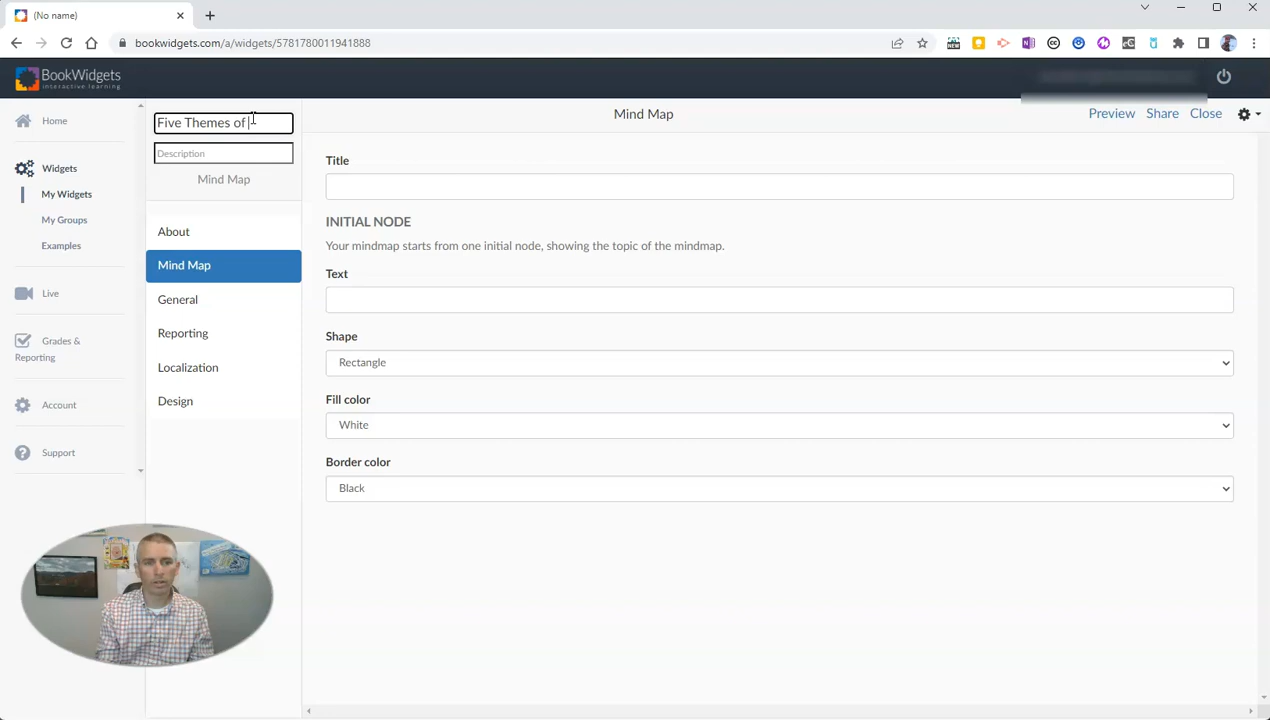 (No name)
bookwidgets.com/a/widgets/5781780011941888
BookWidgets
interactive learning
Home
Widgets
My Widgets
My Groups
Examples
Live
Grades &
Reporting
Account
Support
Five Themes of
Description
Mind Map
About
Mind Map
General
Reporting
Localization
Design
Mind Map
Preview
Share
Close
Title
INITIAL NODE
Your mindmap starts from one initial node, showing the topic of the mindmap.
Text
Shape
Rectangle
Fill color
White
Border color
Black